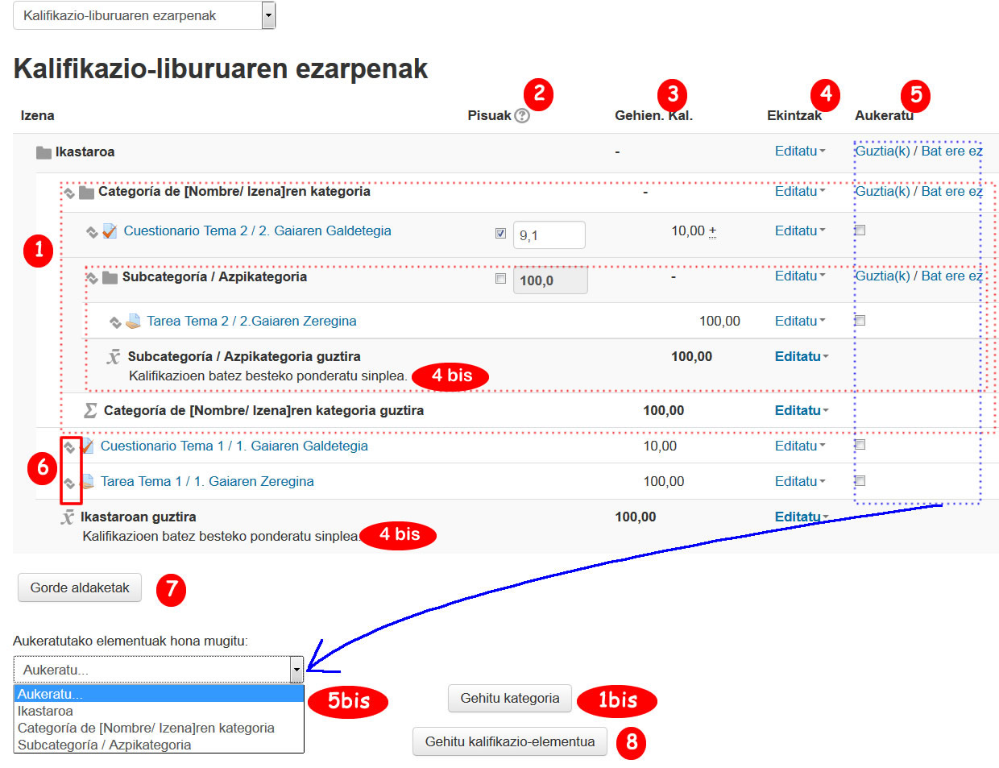 Kalifikazio-liburuaren ezarpenak
Kalifikazio-liburuaren ezarpenak
2 3 4 5
Izena Pisuak ? Gehien. Kal. Ekintzak Aukeratu
Ikastaroa - Editatu Guztia(k) / Bat ere ez
Categoría de [Nombre/ Izena]ren kategoria - Editatu Guztia(k) / Bat ere ez
Cuestionario Tema 2 / 2. Gaiaren Galdetegia 9,1 10,00 + Editatu
1
Subcategoría / Azpikategoria 100,0 - Editatu Guztia(k) / Bat ere ez
Tarea Tema 2 / 2.Gaiaren Zeregina 100,00 Editatu
x̄ Subcategoría / Azpikategoria guztira 100,00 Editatu
Kalifikazioen batez besteko ponderatu sinplea. 4 bis
Σ Categoría de [Nombre/ Izena]ren kategoria guztira 100,00 Editatu
Cuestionario Tema 1 / 1. Gaiaren Galdetegia 10,00 Editatu
6
Tarea Tema 1 / 1. Gaiaren Zeregina 100,00 Editatu
x̄ Ikastaroan guztira 100,00 Editatu
Kalifikazioen batez besteko ponderatu sinplea. 4 bis
Gorde aldaketak 7
Aukeratutako elementuak hona mugitu:
Aukeratu...
Aukeratu...
Ikastaroa
Categoría de [Nombre/ Izena]ren kategoria
Subcategoría / Azpikategoria
5bis
Gehitu kategoria 1bis
Gehitu kalifikazio-elementua 8